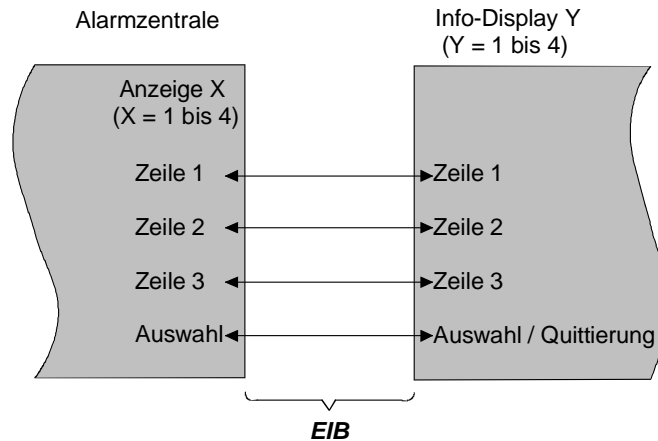 Alarmzentrale
Info-Display Y
(Y = 1 bis 4)
Anzeige X
(X = 1 bis 4)
Zeile 1
Zeile 1
Zeile 2
Zeile 2
Zeile 3
Zeile 3
Auswahl
Auswahl / Quittierung
EIB